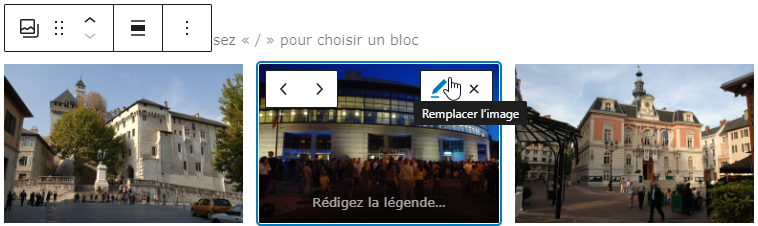 sez « / » pour choisir un bloc
Remplacer l'image
Rédigez la légende…